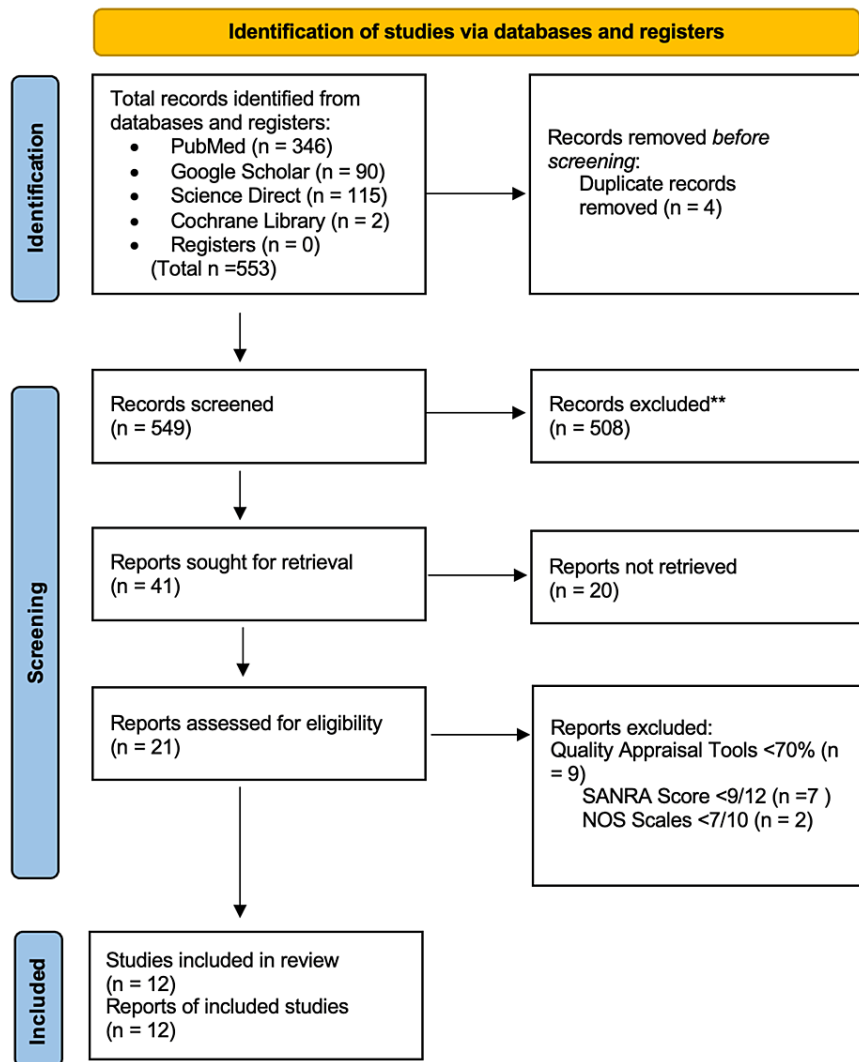 Identification of studies via databases and registers
Identification
Total records identified from
databases and registers:
• PubMed (n = 346)
• Google Scholar (n = 90)
• Science Direct (n = 115)
• Cochrane Library (n = 2)
• Registers (n = 0)
(Total n =553)
Records removed before
screening:
Duplicate records
removed (n = 4)
Screening
Records screened
(n = 549)
Records excluded**
(n = 508)
Reports sought for retrieval
(n = 41)
Reports not retrieved
(n = 20)
Reports assessed for eligibility
(n = 21)
Reports excluded:
Quality Appraisal Tools <70% (n
= 9)
SANRA Score <9/12 (n =7 )
NOS Scales <7/10 (n = 2)
Included
Studies included in review
(n = 12)
Reports of included studies
(n = 12)